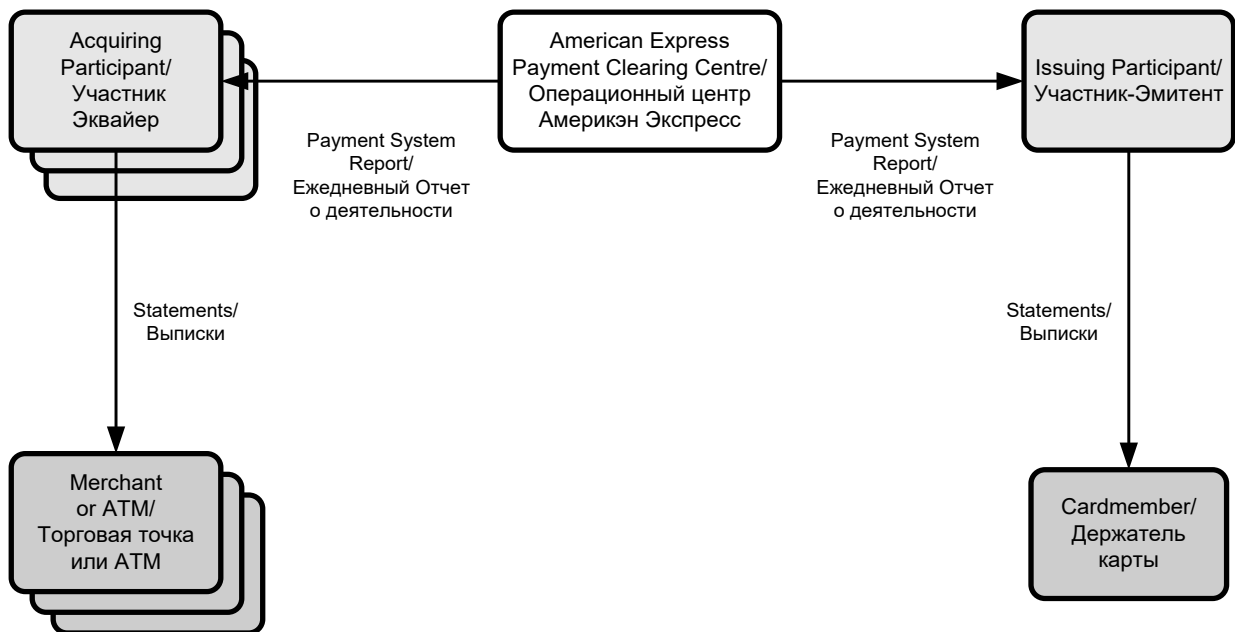 Acquiring
Participant/
Участник
Эквайер
American Express
Payment Clearing Centre/
Операционный центр
Америкэн Экспресс
Issuing Participant/
Участник-Эмитент
Payment System
Report/
Ежедневный Отчет
о деятельности
Payment System
Report/
Ежедневный Отчет
о деятельности
Statements/
Выписки
Statements/
Выписки
Merchant
or ATM/
Торговая точка
или ATM
Cardmember/
Держатель
карты